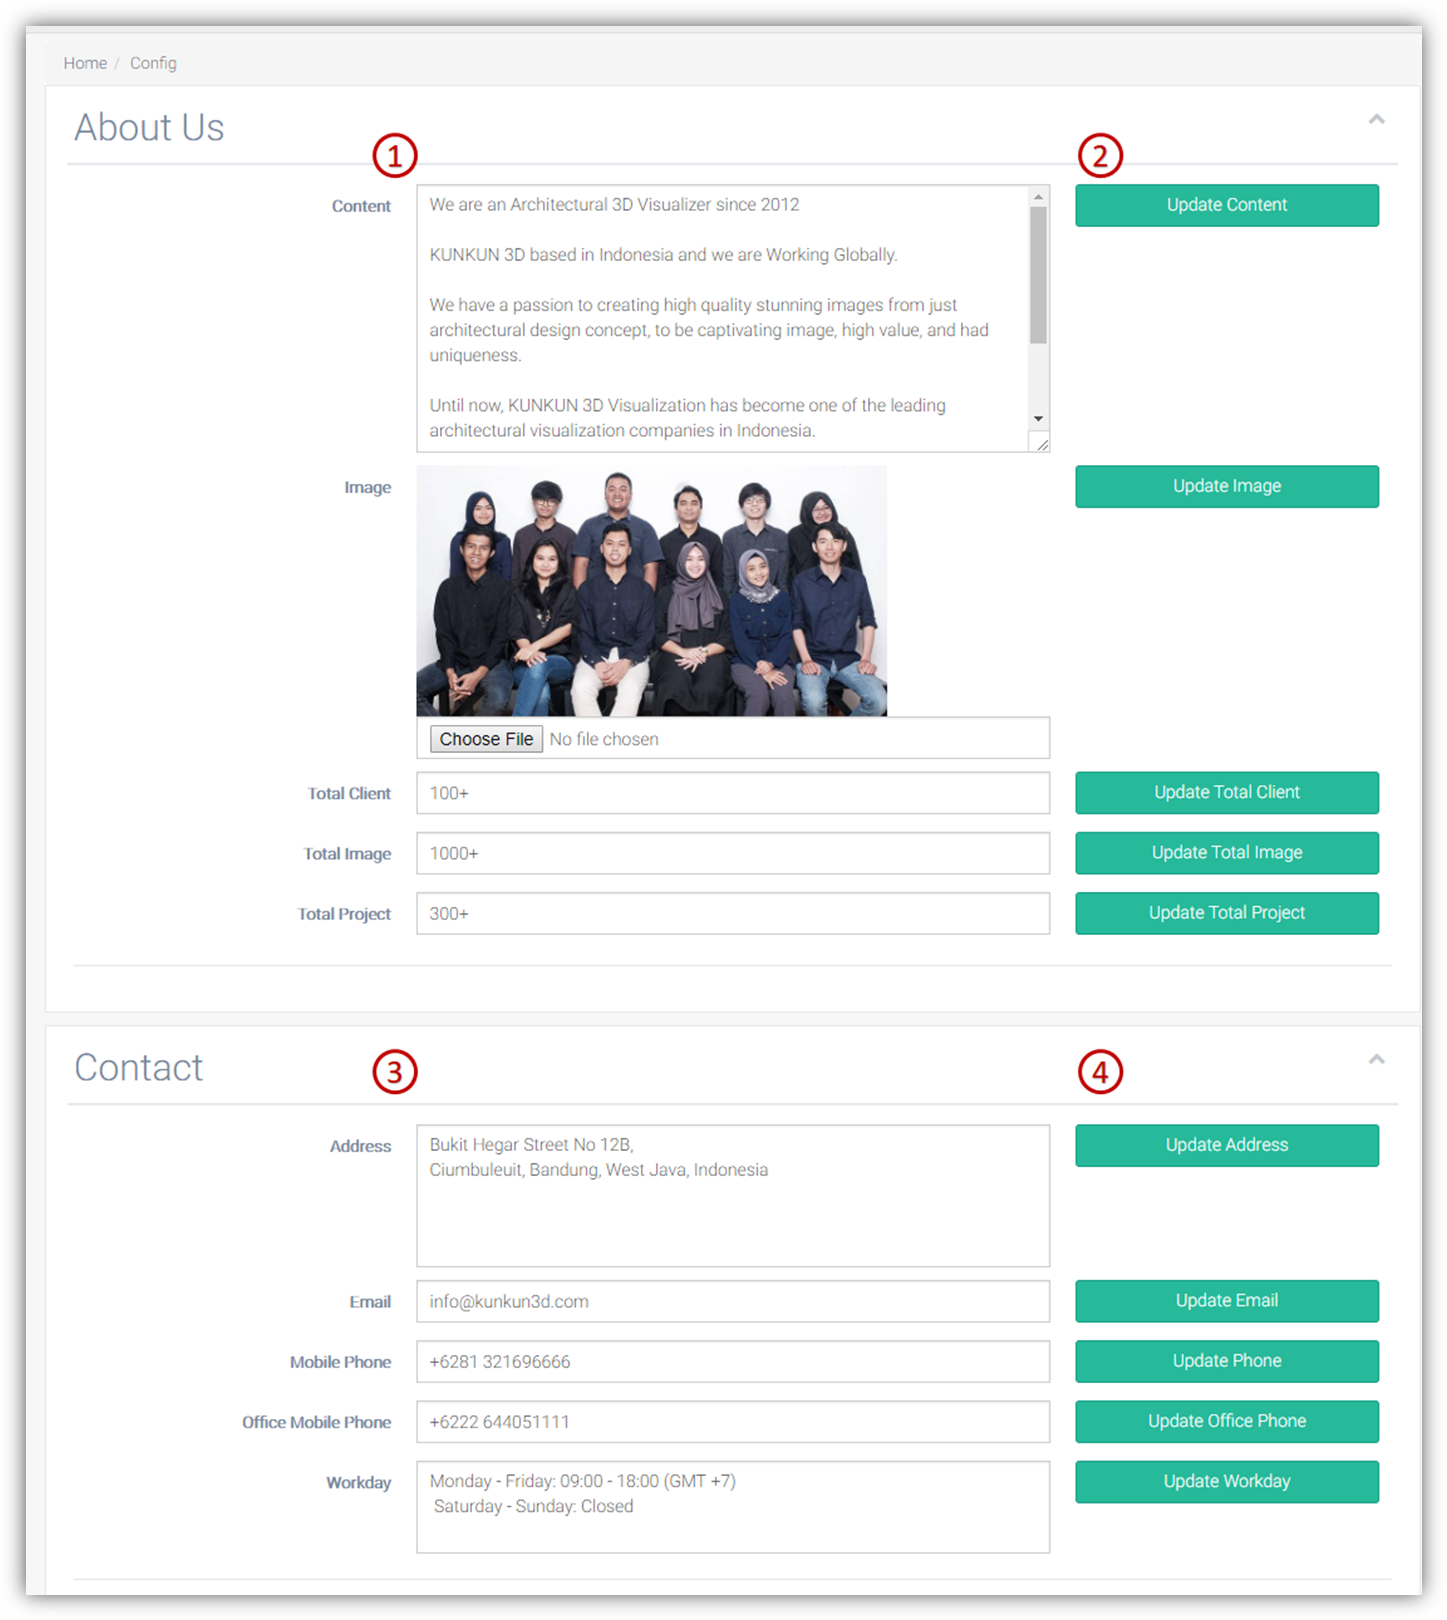 Home / Config
About Us
1
2
Content
We are an Architectural 3D Visualizer since 2012
KUNKUN 3D based in Indonesia and we are Working Globally.
We have a passion to creating high quality stunning images from just
architectural design concept, to be captivating image, high value, and had
uniqueness.
Until now, KUNKUN 3D Visualization has become one of the leading
architectural visualization companies in Indonesia.
Update Content
Image
Update Image
Choose File No file chosen
Total Client
100+
Update Total Client
Total Image
1000+
Update Total Image
Total Project
300+
Update Total Project
Contact
3
4
Address
Bukit Hegar Street No 12B,
Ciumbuleuit, Bandung, West Java, Indonesia
Update Address
Email
info@kunkun3d.com
Update Email
Mobile Phone
+6281 321696666
Update Phone
Office Mobile Phone
+6222 644051111
Update Office Phone
Workday
Monday - Friday: 09:00 - 18:00 (GMT +7)
Saturday - Sunday: Closed
Update Workday